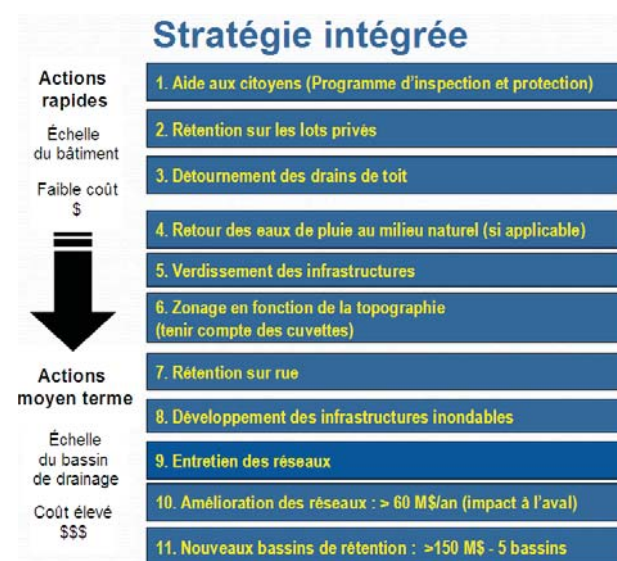 Stratégie intégrée
Actions
rapides
Échelle
du bâtiment
Faible coût
$
Actions
moyen terme
Échelle
du bassin
de drainage
Coût élevé
$$$
1. Aide aux citoyens (Programme d'inspection et protection)
2. Rétention sur les lots privés
3. Détournement des drains de toit
4. Retour des eaux de pluie au milieu naturel (si applicable)
5. Verdissement des infrastructures
6. Zonage en fonction de la topographie
(tenir compte des cuvettes)
7. Rétention sur rue
8. Développement des infrastructures inondables
9. Entretien des réseaux
10. Amélioration des réseaux : > 60 M$/an (impact à l'aval)
11. Nouveaux bassins de rétention : >150 M$ - 5 bassins